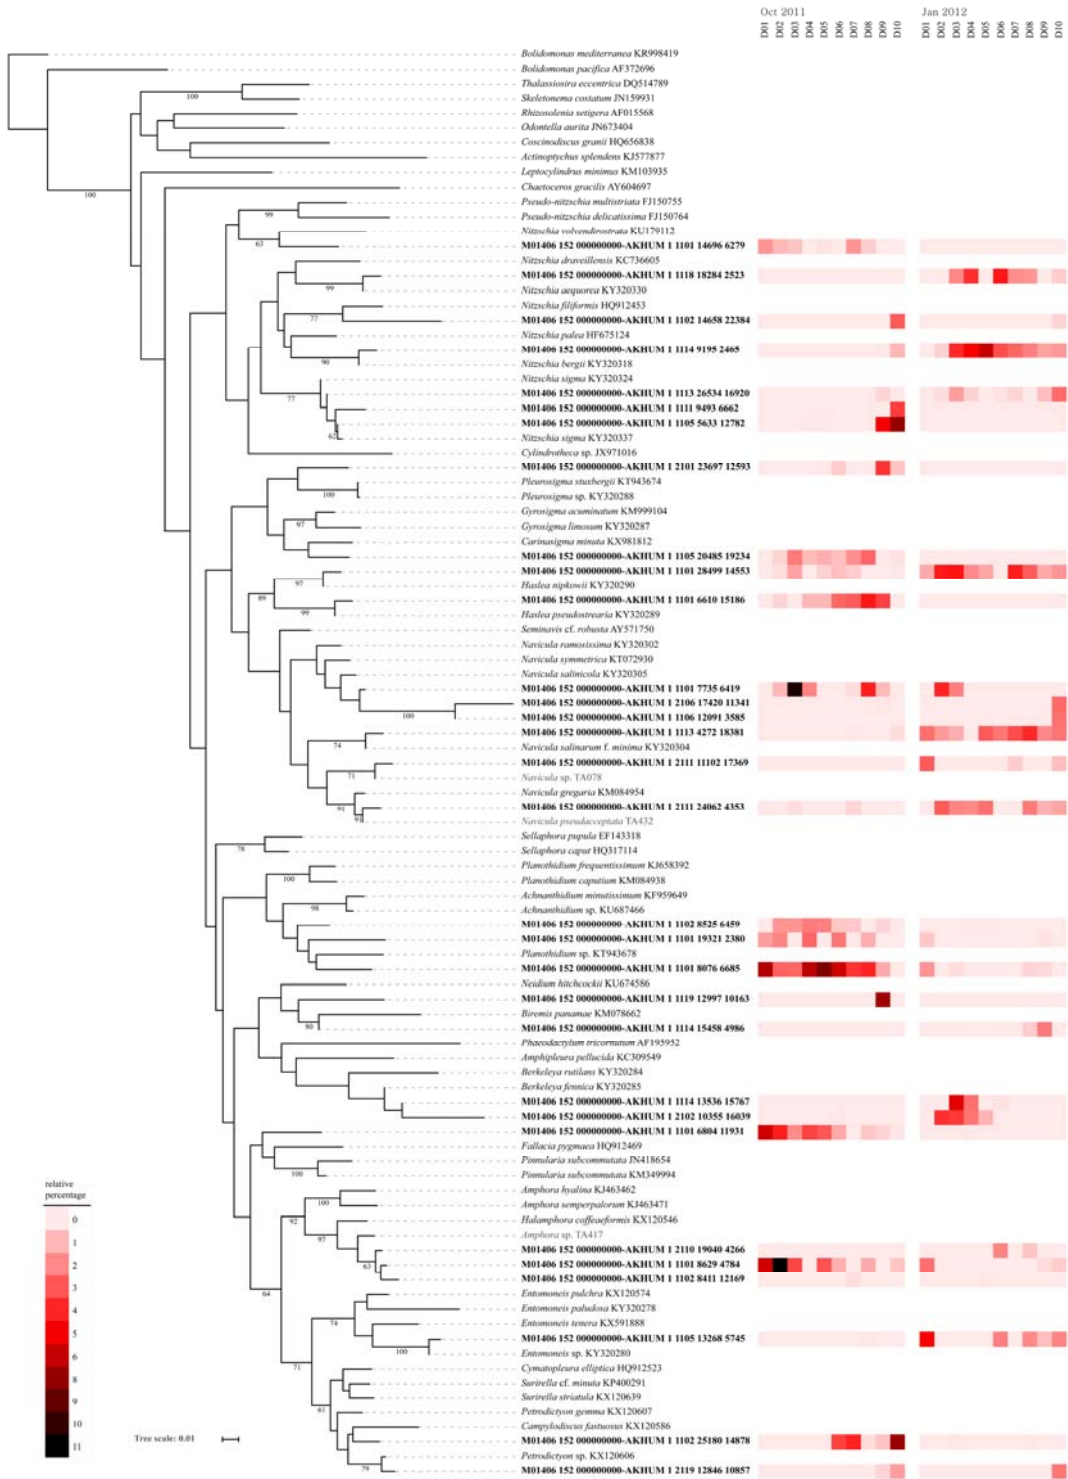 Oct 2011 Jan 2012
D01 D02 D03 D04 D05 D06 D07 D08 D09 D10 D01 D02 D03 D04 D05 D06 D07 D08 D09 D10
Bolidomonas mediterranea KR998419
Bolidomonas pacifica AF372696
Thalassiosira eccentrica DQ514789
100
Skeletonema costatum JN159931
Rhizosolenia setigera AF015568
Odontella aurita JN673404
Coscinodiscus granii HQ656838
Actinoptychus splendens KJ577877
Leptocylindrus minimus KM103935
100
Chaetoceros gracilis AY604697
Pseudo-nitzschia multistriata FJ150755
99
Pseudo-nitzschia delicatissima FJ150764
Nitzschia volvendirostrata KU179112
63
M01406 152 000000000-AKHUM 1 1101 14696 6279
Nitzschia draveillensis KC736605
M01406 152 000000000-AKHUM 1 1118 18284 2523
99
Nitzschia aequorea KY320330
Nitzschia filiformis HQ912453
77
M01406 152 000000000-AKHUM 1 1102 14658 22384
Nitzschia palea HF675124
M01406 152 000000000-AKHUM 1 1114 9195 2465
90
Nitzschia bergii KY320318
Nitzschia sigma KY320324
77
M01406 152 000000000-AKHUM 1 1113 26534 16920
M01406 152 000000000-AKHUM 1 1111 9493 6662
M01406 152 000000000-AKHUM 1 1105 5633 12782
62
Nitzschia sigma KY320337
Cylindrotheca sp. JX971016
M01406 152 000000000-AKHUM 1 2101 23697 12593
Pleurosigma stuxbergii KT943674
100
Pleurosigma sp. KY320288
Gyrosigma acuminatum KM999104
97
Gyrosigma limosum KY320287
Carinasigma minuta KX981812
M01406 152 000000000-AKHUM 1 1105 20485 19234
M01406 152 000000000-AKHUM 1 1101 28499 14553
97
Haslea nipkowii KY320290
89
M01406 152 000000000-AKHUM 1 1101 6610 15186
99
Haslea pseudostrearia KY320289
Seminavis cf. robusta AY571750
Navicula ramosissima KY320302
Navicula symmetrica KT072930
Navicula salinicola KY320305
M01406 152 000000000-AKHUM 1 1101 7735 6419
M01406 152 000000000-AKHUM 1 2106 17420 11341
100
M01406 152 000000000-AKHUM 1 1106 12091 3585
M01406 152 000000000-AKHUM 1 1113 4272 18381
74
Navicula salinarum f. minima KY320304
M01406 152 000000000-AKHUM 1 2111 11102 17369
71
Navicula sp. TA078
Navicula gregaria KM084954
91
M01406 152 000000000-AKHUM 1 2111 24062 4353
91
Navicula pseudacceptata TA432
Sellaphora pupula EF143318
78
Sellaphora caput HQ317114
Planothidium frequentissimum KJ658392
100
Planothidium caputium KM084938
Achnanthidium minutissimum KF959649
98
Achnanthidium sp. KU687466
M01406 152 000000000-AKHUM 1 1102 8525 6459
M01406 152 000000000-AKHUM 1 1101 19321 2380
Planothidium sp. KT943678
M01406 152 000000000-AKHUM 1 1101 8076 6685
Neidium hitchcockii KU674586
M01406 152 000000000-AKHUM 1 1119 12997 10163
Biremis panamae KM078662
80
M01406 152 000000000-AKHUM 1 1114 15458 4986
Phaeodactylum tricornutum AF195952
Amphipleura pellucida KC309549
Berkeleya rutilans KY320284
Berkeleya fennica KY320285
M01406 152 000000000-AKHUM 1 1114 13536 15767
M01406 152 000000000-AKHUM 1 2102 10355 16039
M01406 152 000000000-AKHUM 1 1101 6804 11931
Fallacia pygmaea HQ912469
Pinnularia subcommutata JN418654
100
Pinnularia subcommutata KM349994
Amphora hyalina KJ463462
100
Amphora semperpalorum KJ463471
92
Halamphora coffeaeformis KX120546
97
Amphora sp. TA417
M01406 152 000000000-AKHUM 1 2110 19040 4266
63
M01406 152 000000000-AKHUM 1 1101 8629 4784
M01406 152 000000000-AKHUM 1 1102 8411 12169
64
Entomoneis pulchra KX120574
Entomoneis paludosa KY320278
74
Entomoneis tenera KX591888
M01406 152 000000000-AKHUM 1 1105 13268 5745
100
Entomoneis sp. KY320280
71
Cymatopleura elliptica HQ912523
Surirella cf. minuta KP400291
Surirella striatula KX120639
61
Petrodictyon gemma KX120607
Campylodiscus fastuosus KX120586
M01406 152 000000000-AKHUM 1 1102 25180 14878
Petrodictyon sp. KX120606
79
M01406 152 000000000-AKHUM 1 2119 12846 10857
relative
percentage
0
1
2
3
4
5
6
8
9
10
11
Tree scale: 0.01